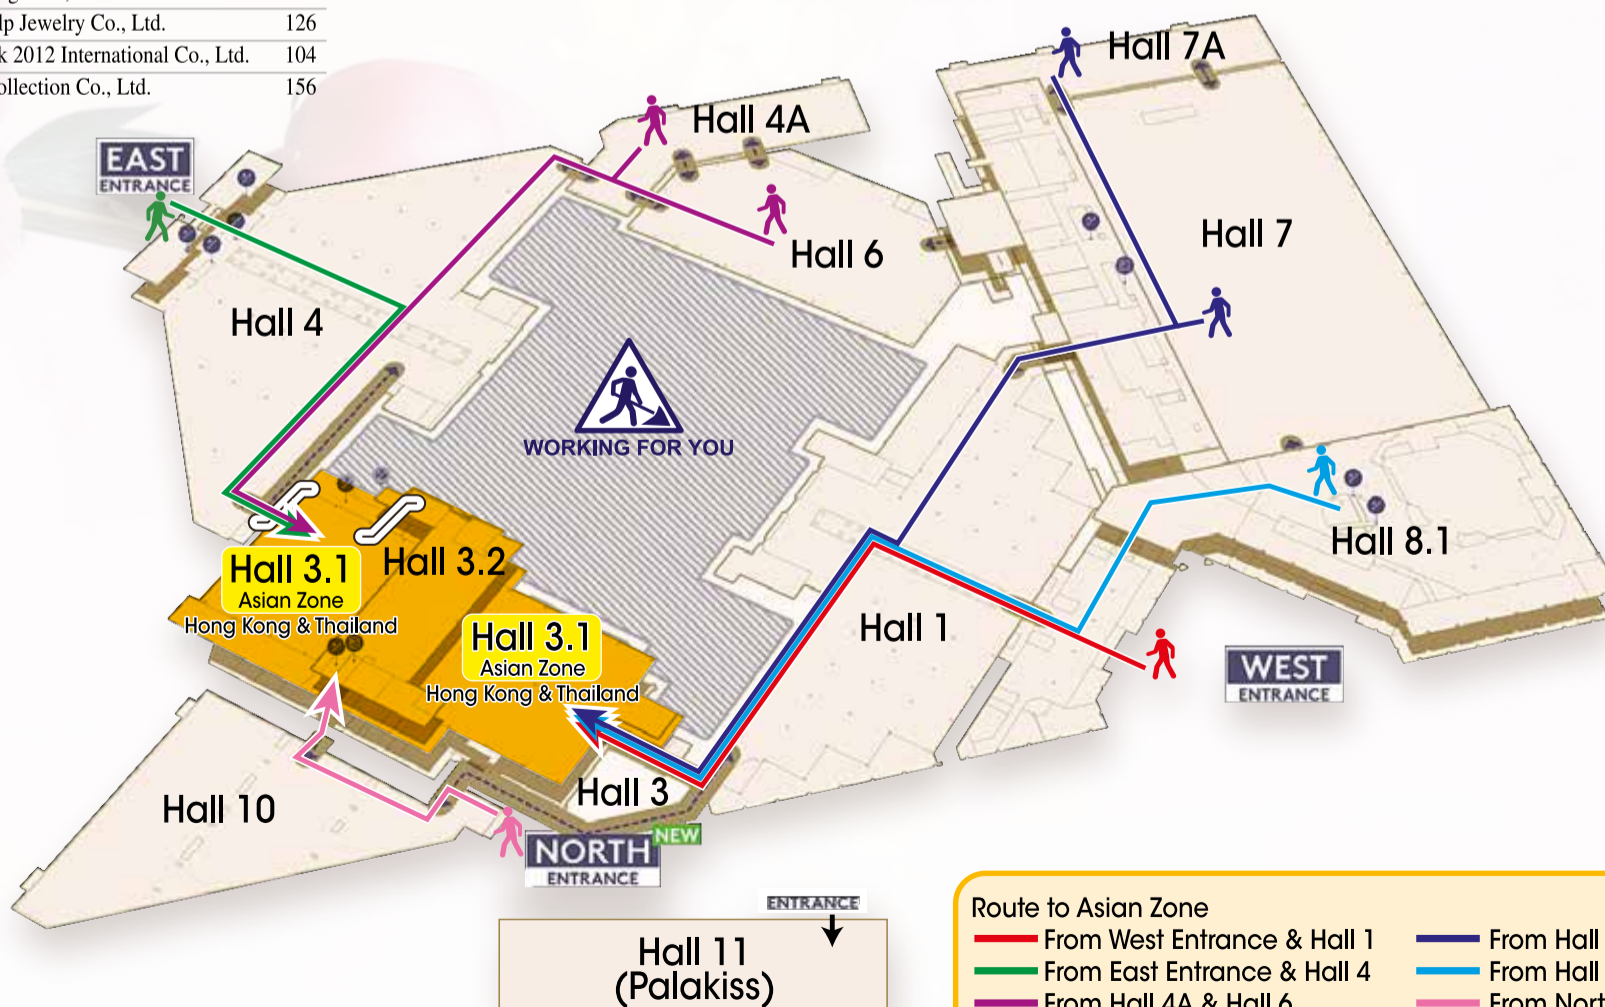 Jewelry Co., Ltd. 126
2012 International Co., Ltd. 104
Co., Ltd. 156
EAST
ENTRANCE
Hall 4A
Hall 7A
Hall 6
Hall 7
Hall 4
WORKING FOR YOU
Hall 3.2
Hall 3.1
Asian Zone
Hong Kong & Thailand
Hall 3.1
Asian Zone
Hong Kong & Thailand
Hall 1
Hall 8.1
WEST
ENTRANCE
Hall 3
Hall 10
NEW
NORTH
ENTRANCE
ENTRANCE
Hall 11
(Palakiss)
Route to Asian Zone
From West Entrance & Hall 1
From Hall
From East Entrance & Hall 4
From Hall
From Hall 4A & Hall 6
From